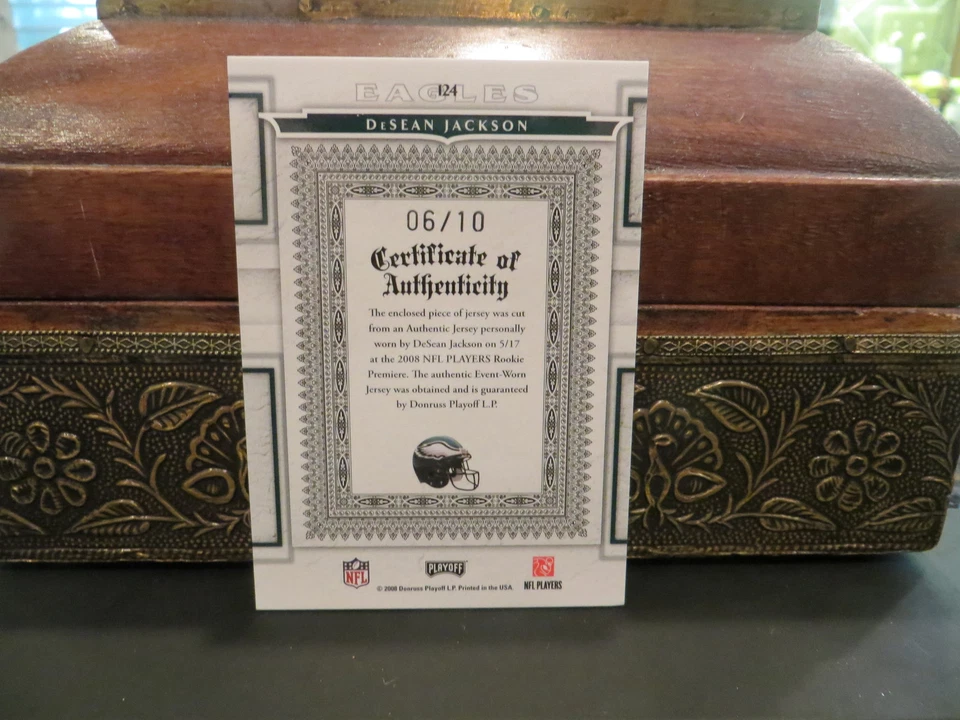 EAGLES
124
DeSEAN JACKSON
06/10
Certificate of
Authenticity
The enclosed piece of jersey was cut
from an Authentic Jersey personally
worn by DeSean Jackson on 5/17
at the 2008 NFL PLAYERS Rookie
Premiere. The authentic Event-Worn
Jersey was obtained and is guaranteed
by Donruss Playoff L.P.
NFL
PLAYOFF
NFL PLAYERS
© 2008 Donruss Playoff L.P. Printed in the USA.